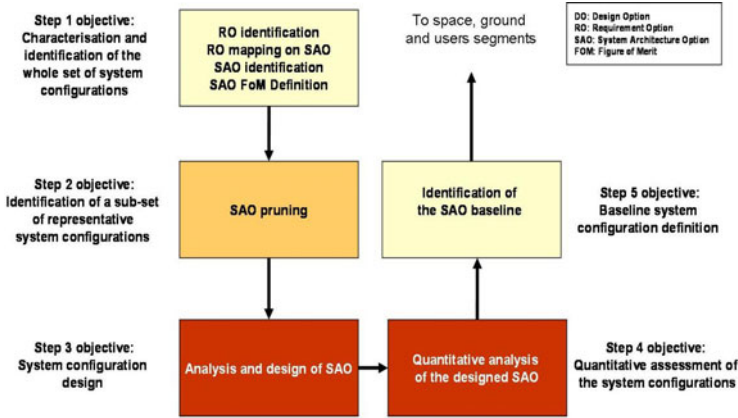 Step 1 objective:
Characterisation and
identification of the
whole set of system
configurations
RO identification
RO mapping on SAO
SAO identification
SAO FoM Definition
To space, ground
and users segments
DO: Design Option
RO: Requirement Option
SAO: System Architecture Option
FOM: Figure of Merit
Step 2 objective:
Identification of a sub-set
of representative
system configurations
SAO pruning
Identification of
the SAO baseline
Step 5 objective:
Baseline system
configuration definition
Step 3 objective:
System configuration
design
Analysis and design of SAO
Quantitative analysis
of the designed SAO
Step 4 objective:
Quantitative assessment
of the system configurations